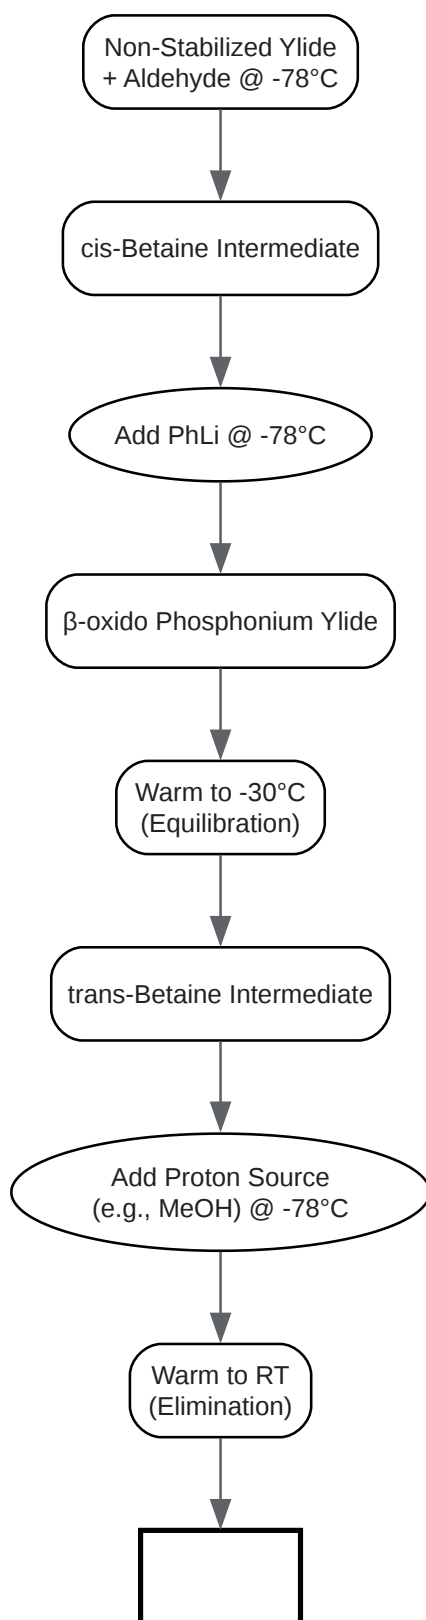 Non-Stabilized Ylide
+ Aldehyde @ -78°C
cis-Betaine Intermediate
Add PhLi @ -78°C
β-oxido Phosphonium Ylide
Warm to -30°C
(Equilibration)
trans-Betaine Intermediate
Add Proton Source
(e.g., MeOH) @ -78°C
Warm to RT
(Elimination)